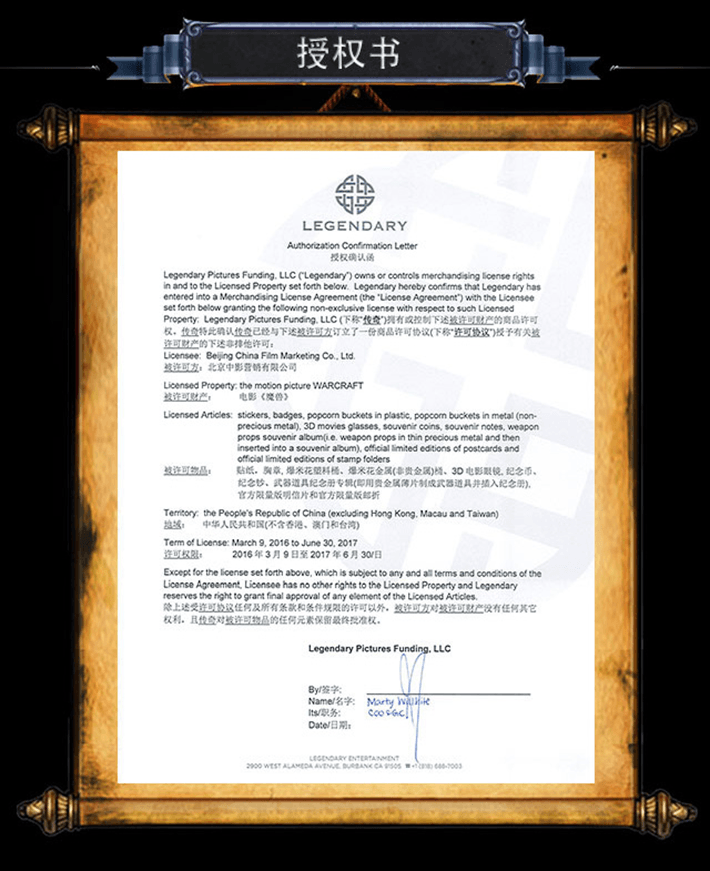 授权书
LEGENDARY
Authorization Confirmation Letter
授权确认函
Legendary Pictures Funding, LLC ("Legendary") owns or controls merchandising license rights
in and to the Licensed Property set forth below. Legendary hereby confirms that Legendary has
entered into a Merchandising License Agreement (the "License Agreement") with the Licensee
set forth below granting the following non-exclusive license with respect to such Licensed
Property: Legendary Pictures Funding, LLC (下称"传奇")拥有或控制下述被许可财产的商品许可
权、传奇特此确认传奇已经与下述被许可方订立了一份商品许可协议(下称"许可协议")授予有关被
许可财产的下述非排他许可:
Licensee: Beijing China Film Marketing Co., Ltd.
被许可方: 北京中影营销有限公司
Licensed Property: the motion picture WARCRAFT
被许可财产: 电影《魔兽》
Licensed Articles: stickers, badges, popcorn buckets in plastic, popcorn buckets in metal (non-
precious metal), 3D movies glasses, souvenir coins, souvenir notes, weapon
props souvenir album(i.e. weapon props in thin precious metal and then
inserted into a souvenir album), official limited editions of postcards and
official limited editions of stamp folders
被许可物品: 贴纸, 胸章, 爆米花塑料桶、爆米花金属(非贵金属)桶、3D 电影眼镜, 纪念币、
纪念钞、武器道具纪念册专辑(即用贵金属薄片制成武器道具并插入纪念册),
官方限量版明信片和官方限量版邮折
Territory: the People's Republic of China (excluding Hong Kong, Macau and Taiwan)
地域: 中华人民共和国(不含香港、澳门和台湾)
Term of License: March 9, 2016 to June 30, 2017
许可权限: 2016 年 3 月 9 日至 2017 年 6 月 30/日
Except for the license set forth above, which is subject to any and all terms and conditions of the
License Agreement, Licensee has no other rights to the Licensed Property and Legendary
reserves the right to grant final approval of any element of the Licensed Articles.
除上述受许可协议任何及所有条款和条件规限的许可以外, 被许可方对被许可财产没有任何其它
权利, 且传奇对被许可物品的任何元素保留最终批准权。
Legendary Pictures Funding, LLC
By/签字:
Name/名字: Marty Willhite
Its/职务: COO & GC
Date/日期:
LEGENDARY ENTERTAINMENT
2900 WEST ALAMEDA AVENUE, BURBANK CA 91505 ☎ +1 (818) 688-7003